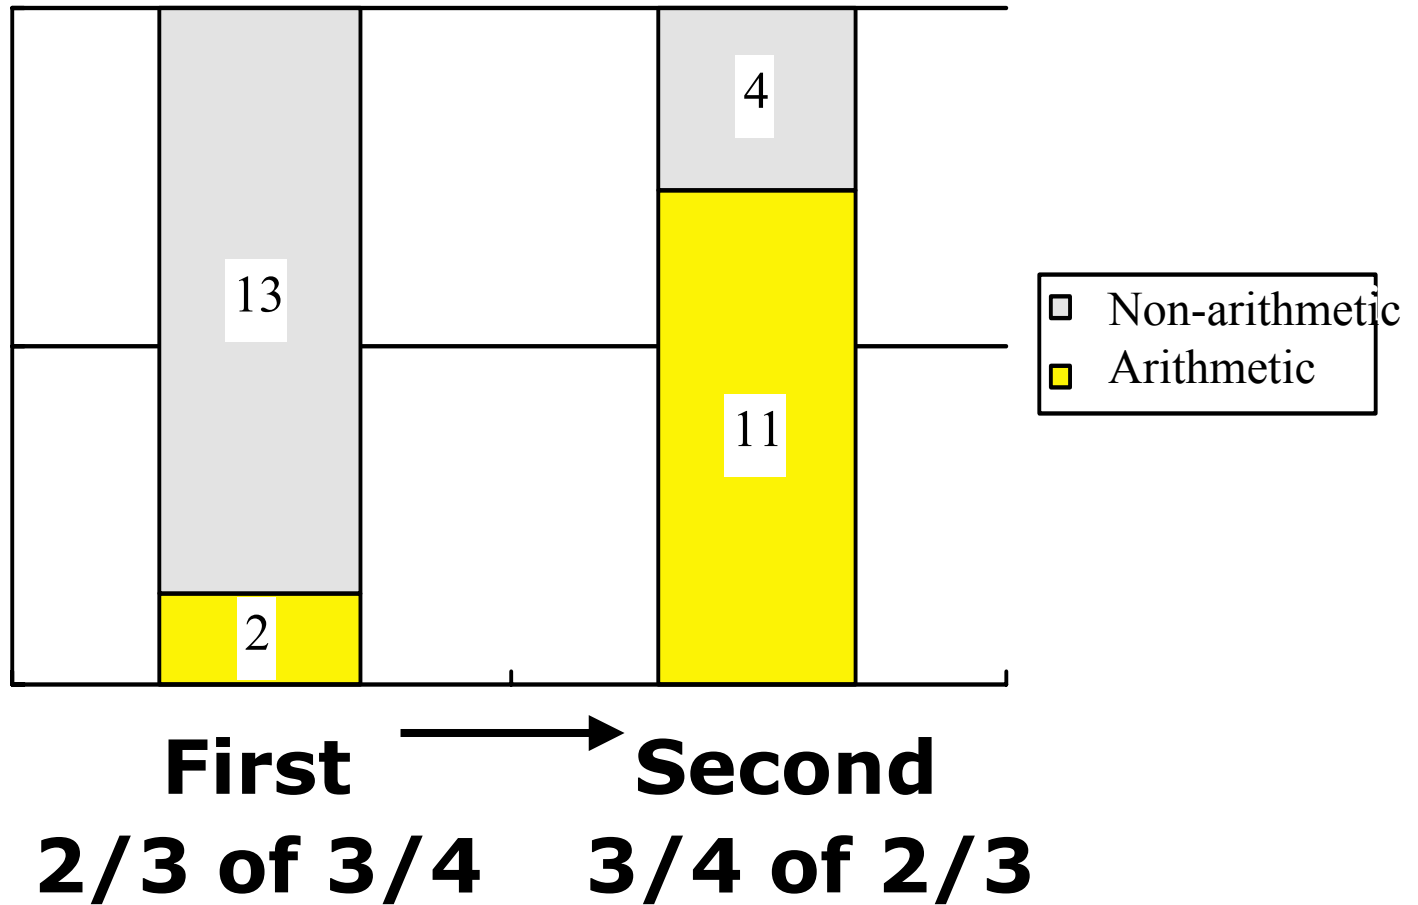 4
13
11
2
Non-arithmetic
Arithmetic
First
Second
2/3 of 3/4
3/4 of 2/3